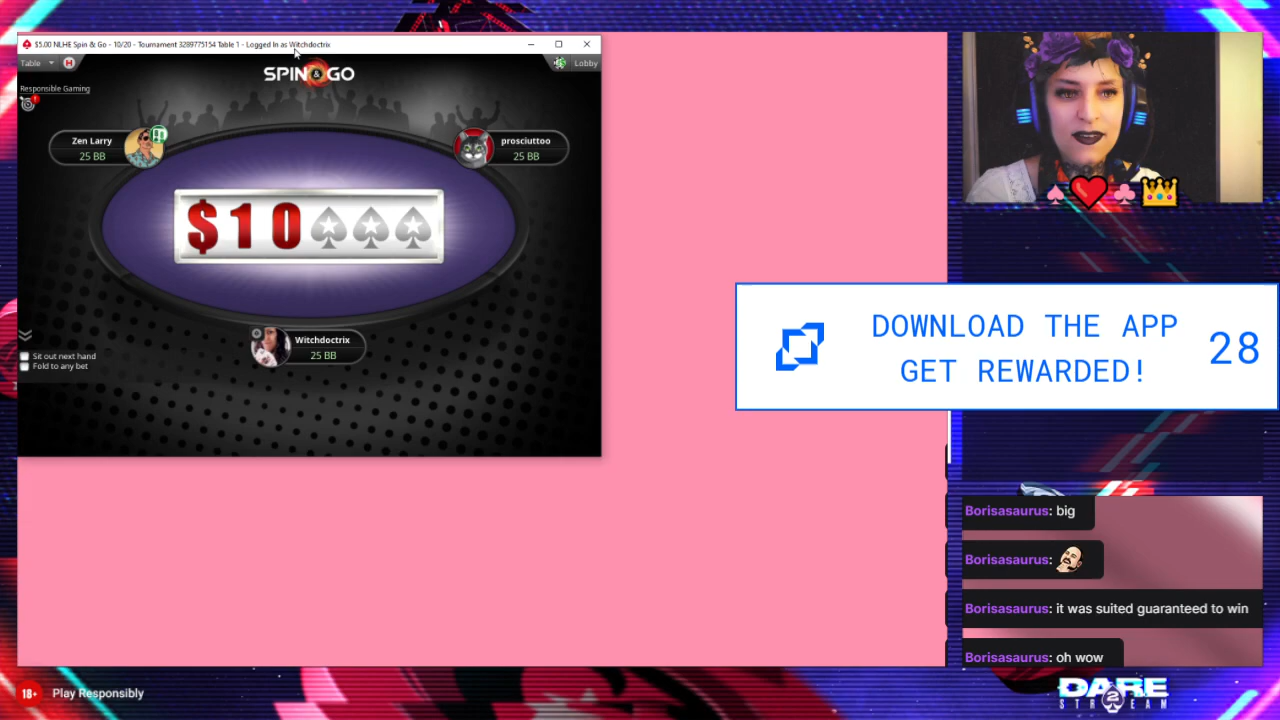 $5.00 NLHE Spin & Go - 10/20 - Tournament 3289775154 Table 1 - Logged In as Witchdoctrix
Table
H
Lobby
SPIN&GO
Responsible Gaming
Zen Larry
25 BB
prosciuttoo
25 BB
$10
Witchdoctrix
25 BB
Sit out next hand
Fold to any bet
DOWNLOAD THE APP
GET REWARDED!
28
Borisasaurus: big
Borisasaurus:
Borisasaurus: it was suited guaranteed to win
Borisasaurus: oh wow
18+ Play Responsibly
DARE
2
STREAM